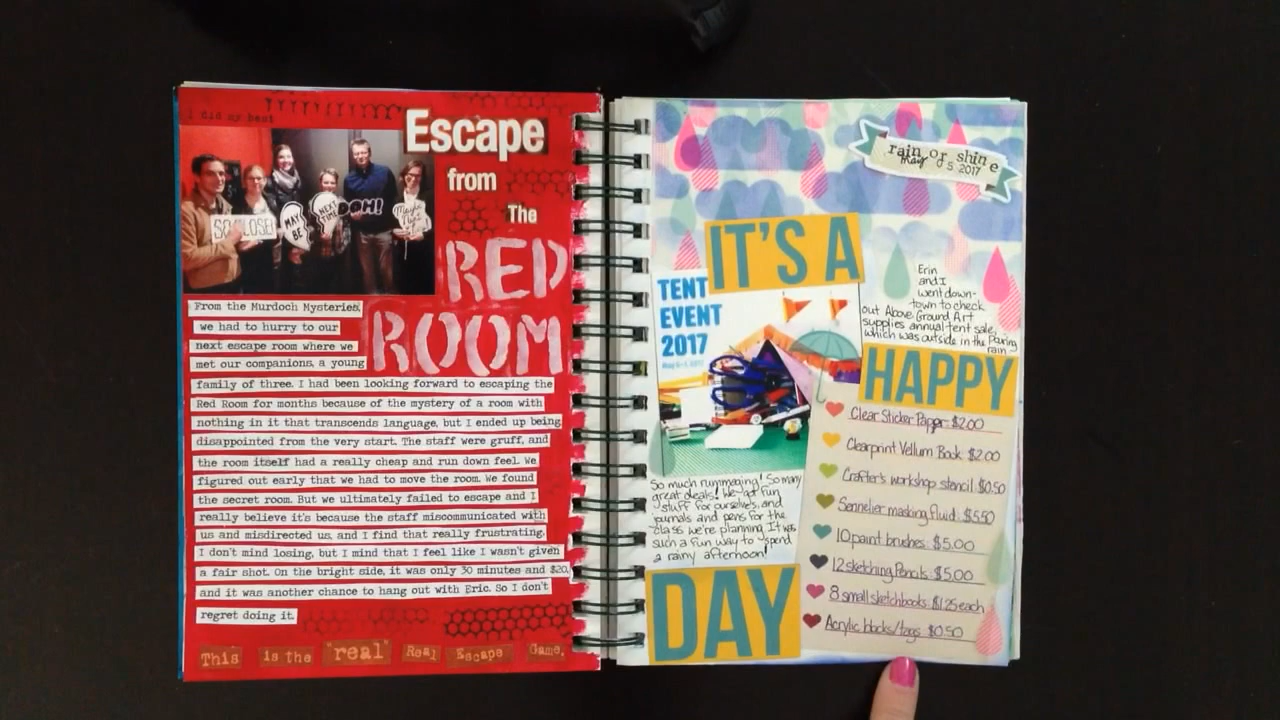 I did my best
Escape
from
The
RED
ROOM
SO CLOSE!
MAY
BE
NEXT
TIME
DOH!
From the Murdoch Mysteries,
we had to hurry to our
next escape room where we
met our companions, a young
family of three. I had been looking forward to escaping the
Red Room for months because of the mystery of a room with
nothing in it that transcends language, but I ended up being
disappointed from the very start. The staff were gruff, and
the room itself had a really cheap and run down feel. We
figured out early that we had to move the room. We found
the secret room. But we ultimately failed to escape and I
really believe it's because the staff miscommunicated with
us and misdirected us, and I find that really frustrating.
I don't mind losing, but I mind that I feel like I wasn't given
a fair shot. On the bright side, it was only 30 minutes and $20,
and it was another chance to hang out with Eric. So I don't
regret doing it.
This is the "real" Real Escape Game.
rain or shine
May 5 2017
IT'S A
TENT
EVENT
2017
Erin
and I
went down-
town to check
out Above Ground Art
supplies annual tent sale,
which was outside in the pouring
rain
HAPPY
Clear Sticker Paper $2.00
Clearprint Vellum Book $2.00
Crafter's workshop stencil $0.50
Sennelier masking fluid $5.50
10 paint brushes $5.00
12 sketching Pencils $5.00
8 small sketchbooks $1.25 each
Acrylic blocks/tags $0.50
So much rummaging! So many
great deals! We got fun
stuff for ourselves, and
journals and pens for the
class we're planning. It was
such a fun way to spend
a rainy afternoon!
DAY